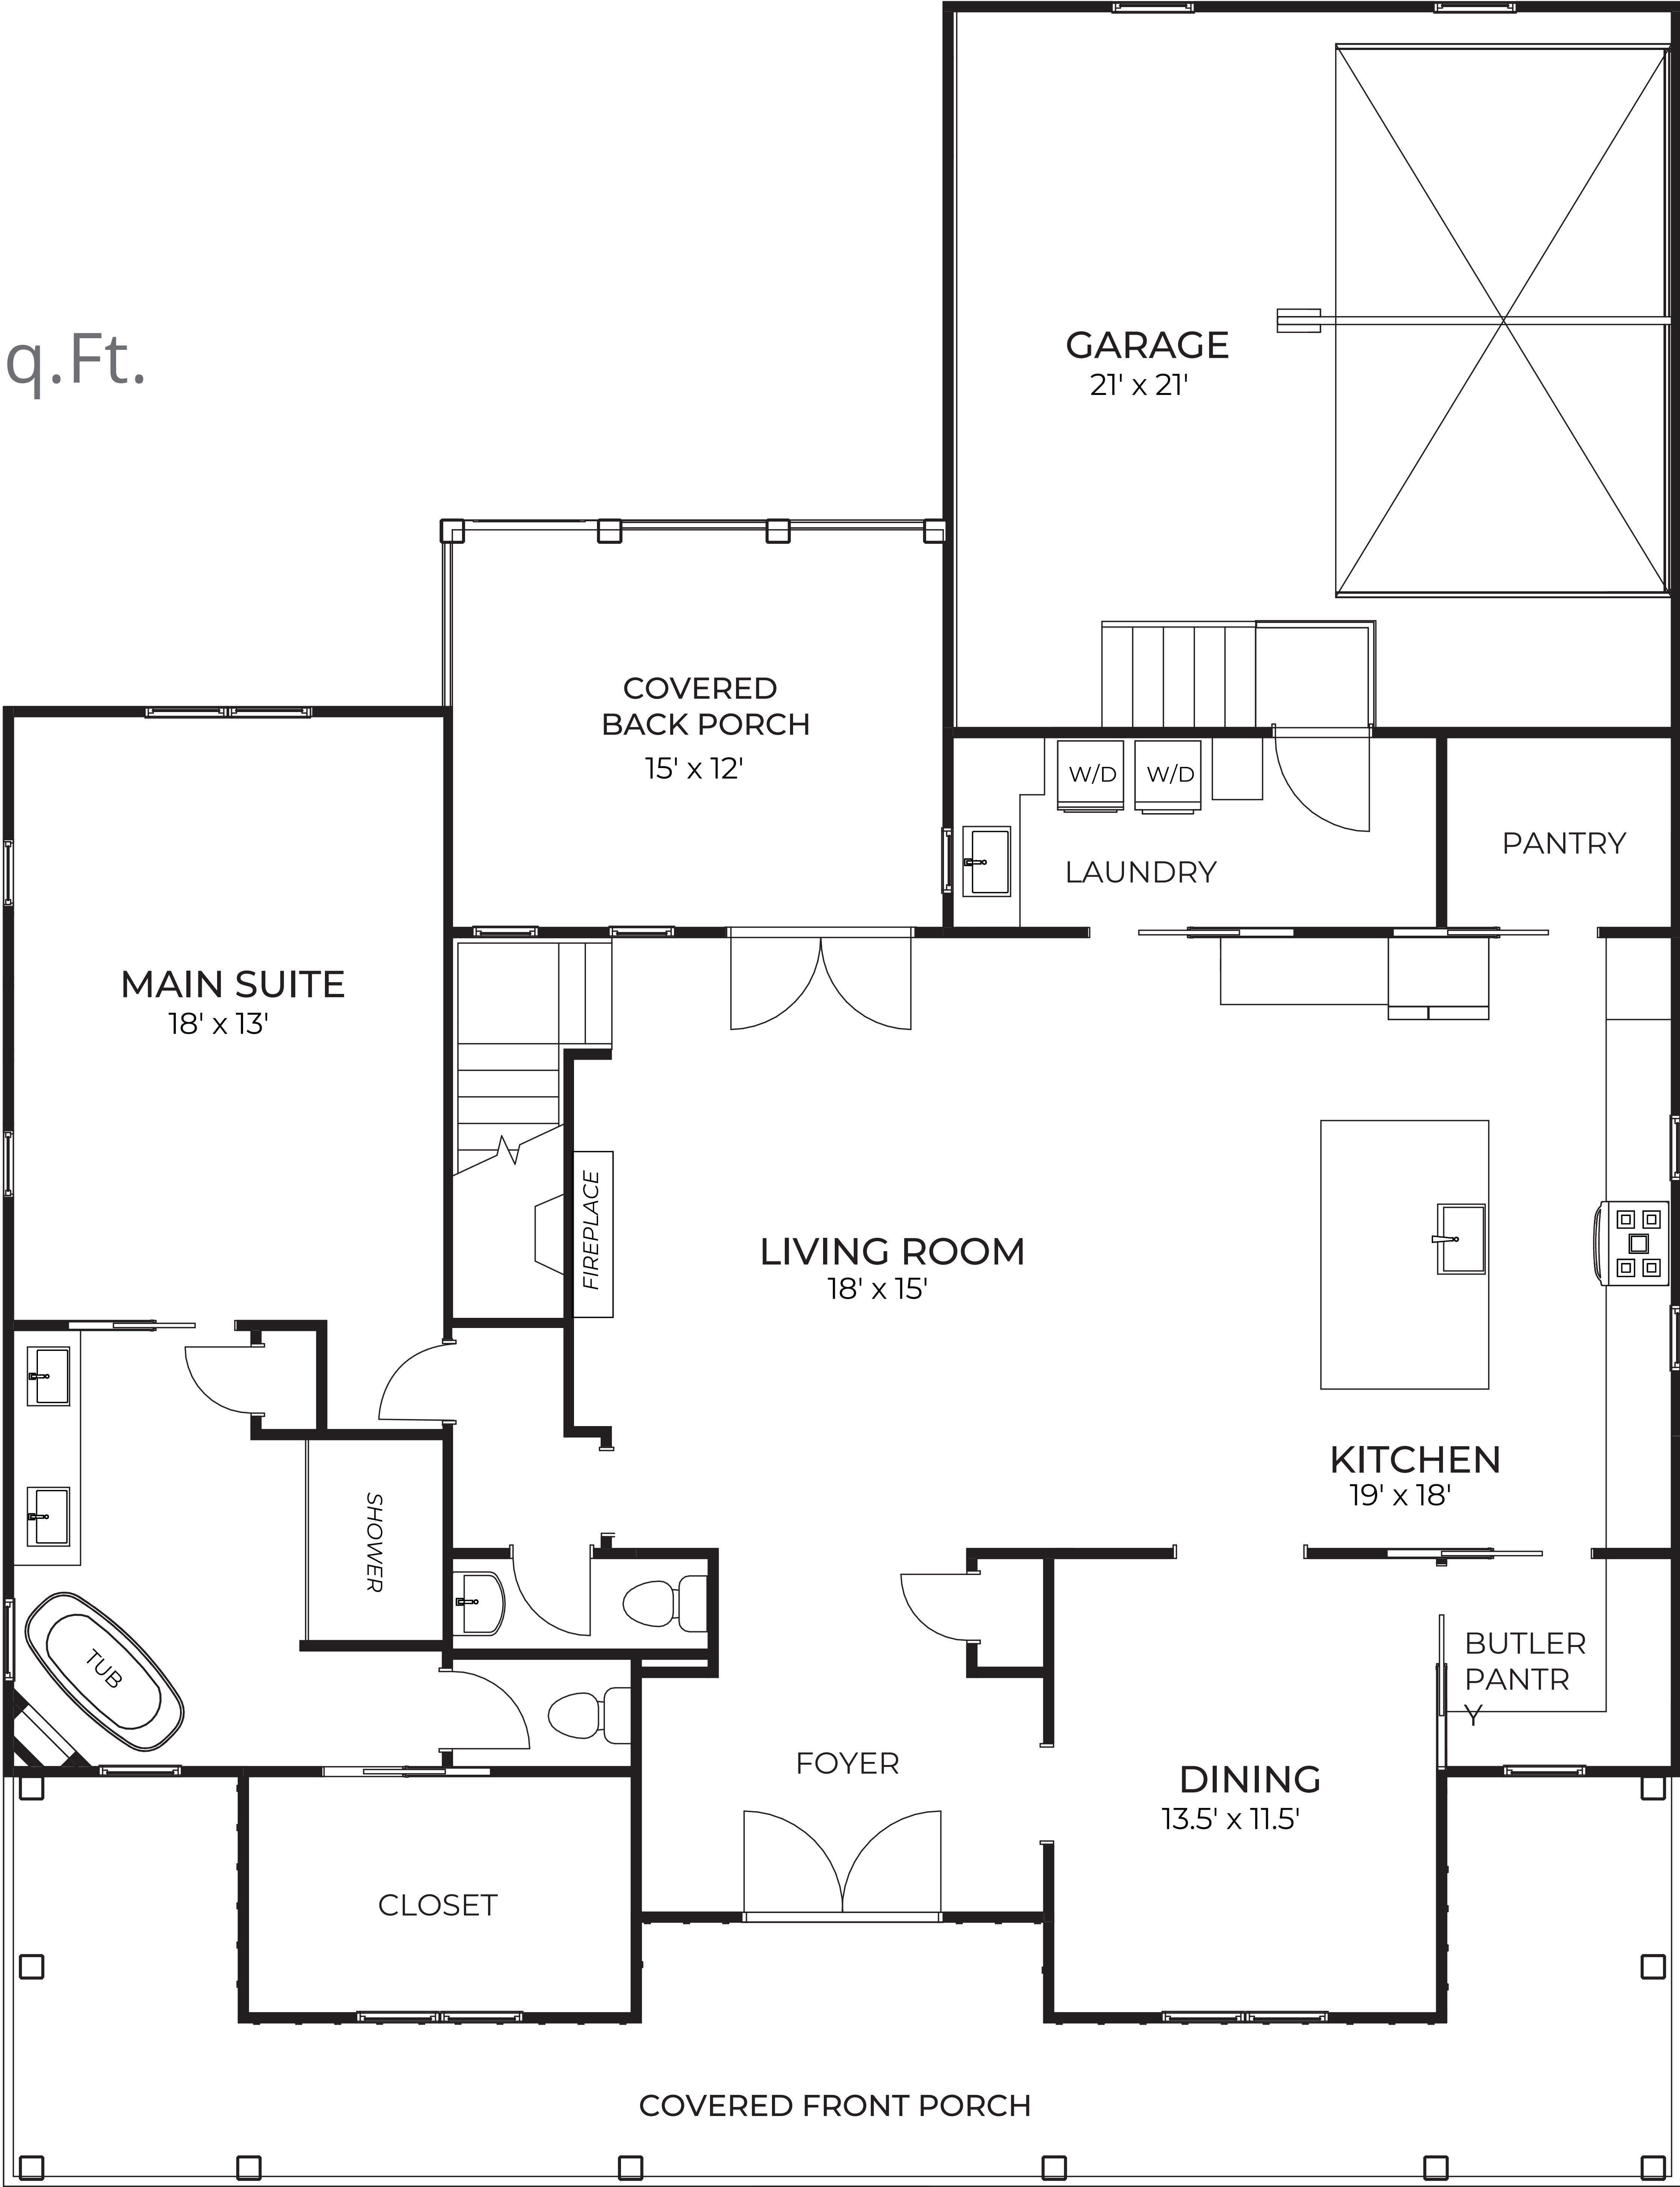 GARAGE
21' x 21'
q.Ft.
COVERED
BACK PORCH
15' x 12'
W/D
W/D
LAUNDRY
PANTRY
MAIN SUITE
18' x 13'
FIREPLACE
LIVING ROOM
18' x 15'
KITCHEN
19' x 18'
SHOWER
TUB
BUTLER
PANTR
Y
FOYER
DINING
13.5' x 11.5'
CLOSET
COVERED FRONT PORCH